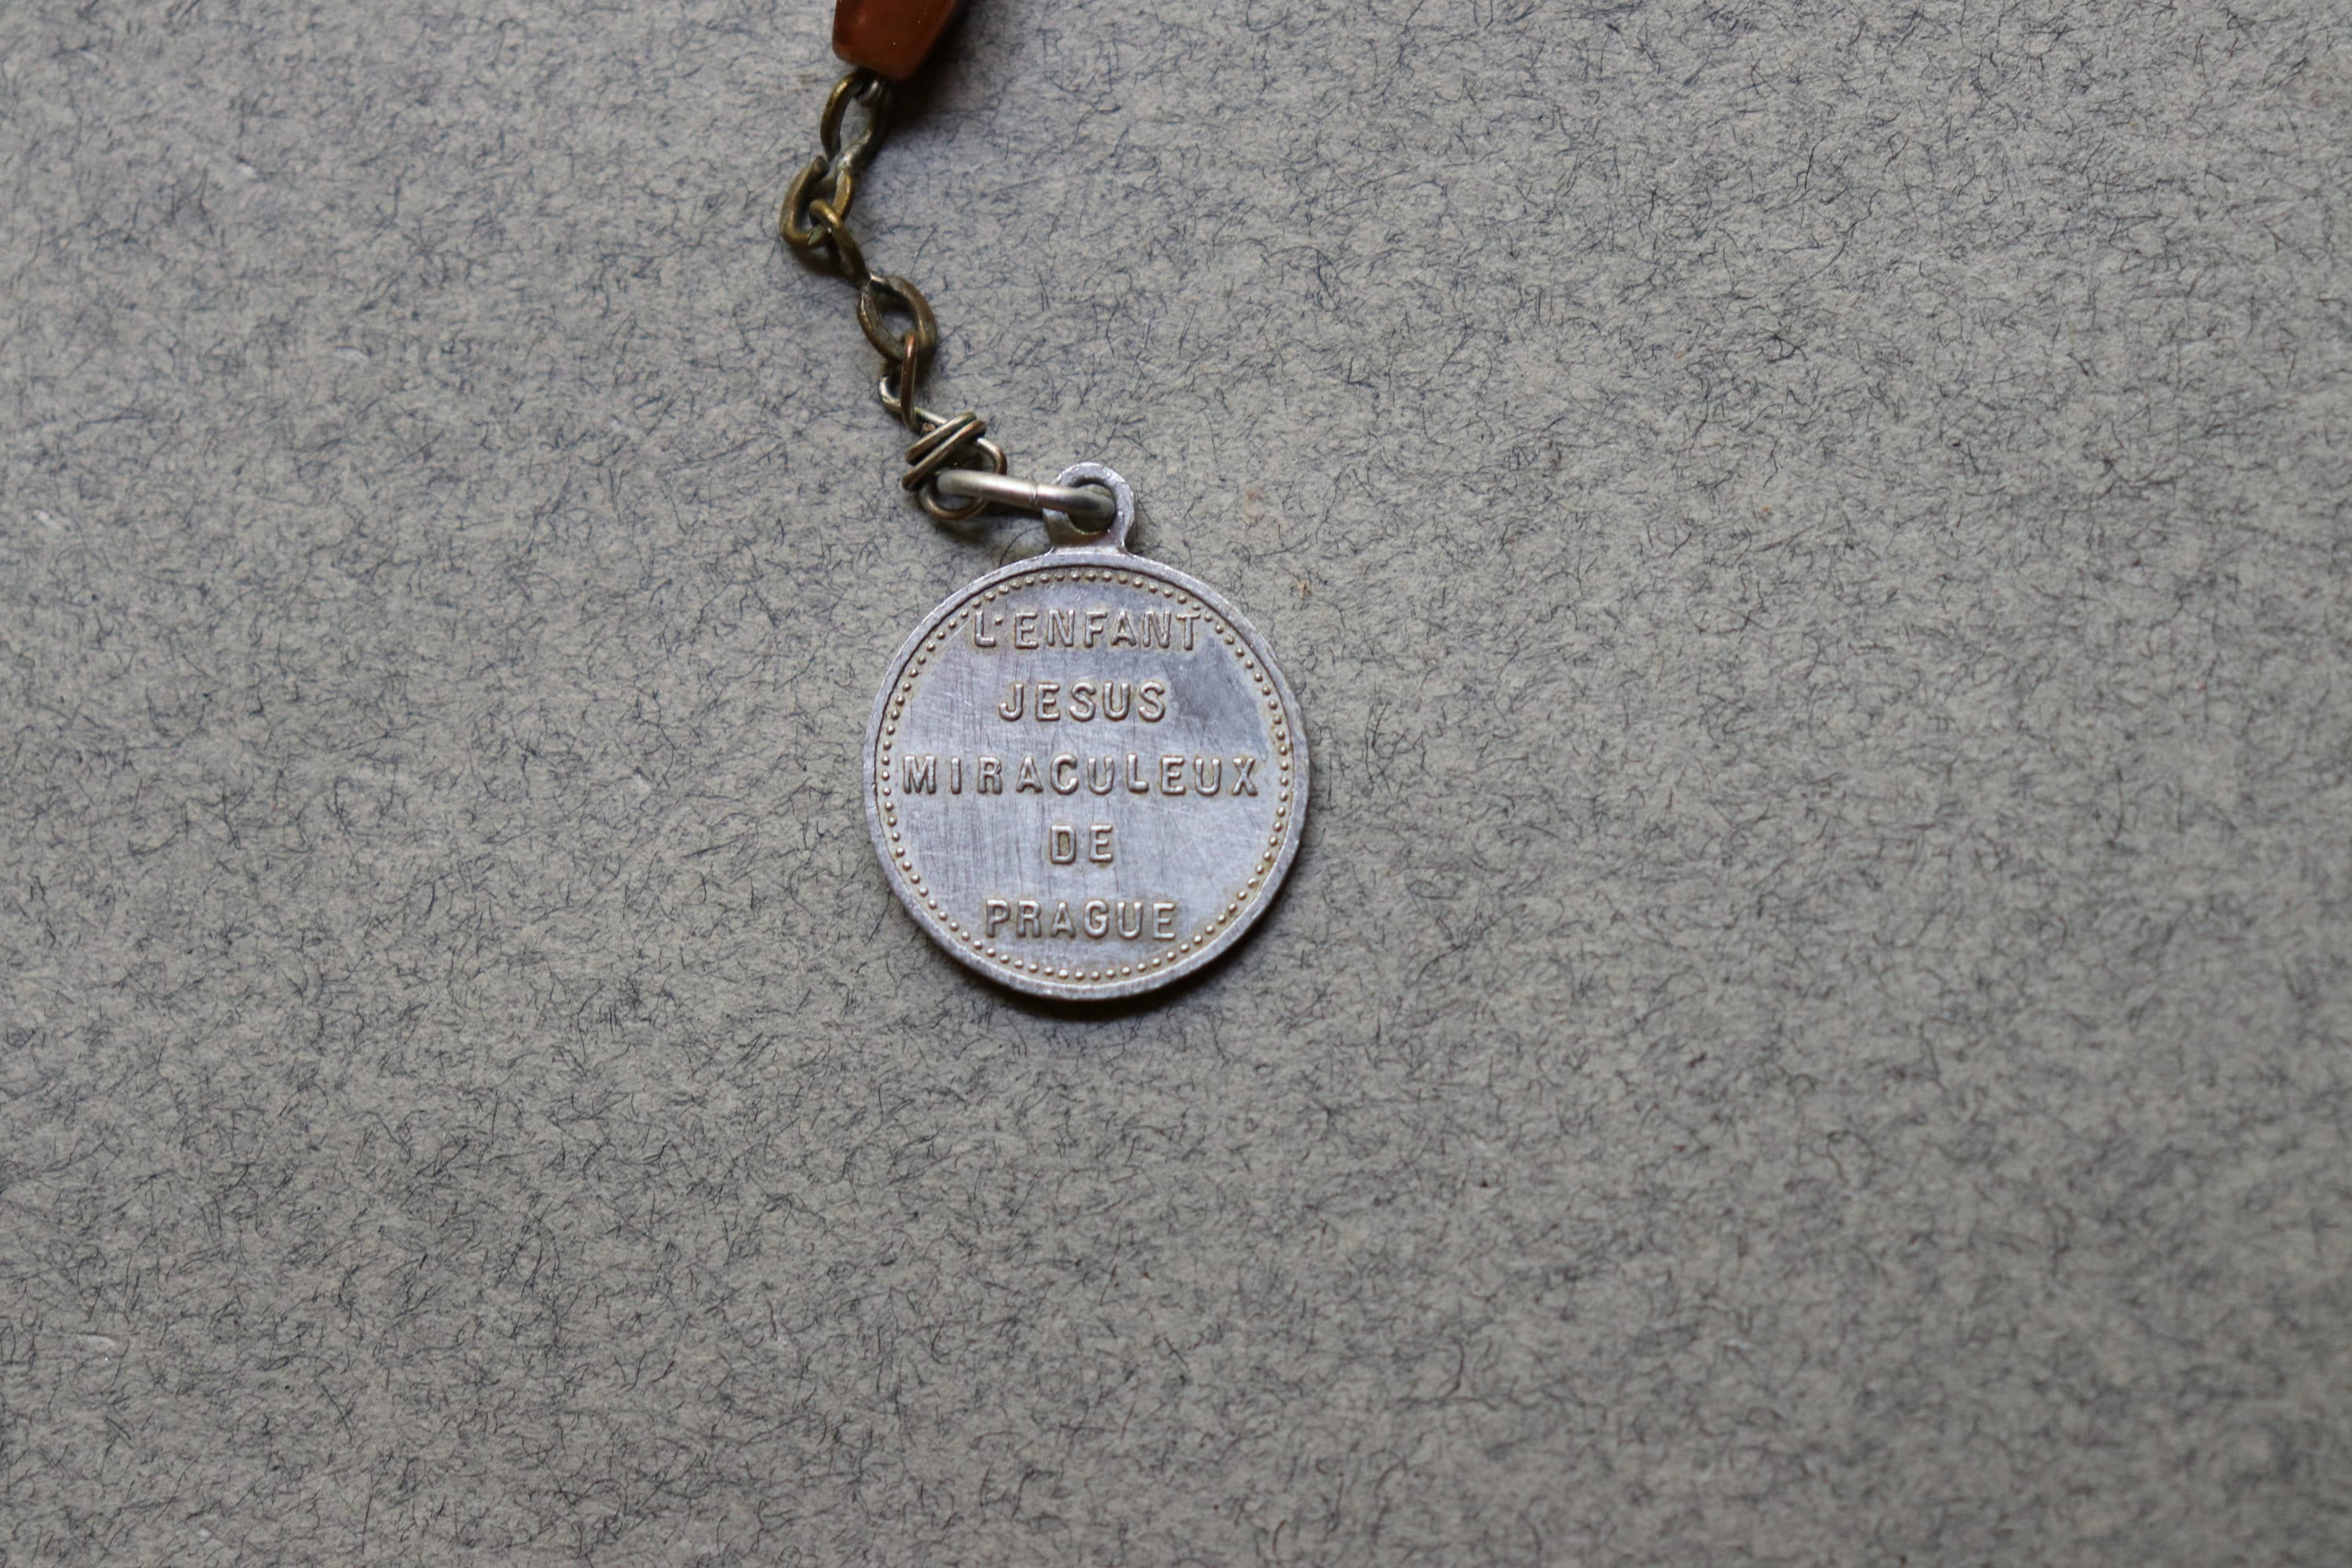 L'ENFANT
JESUS
MIRACULEUX
DE
PRAGUE